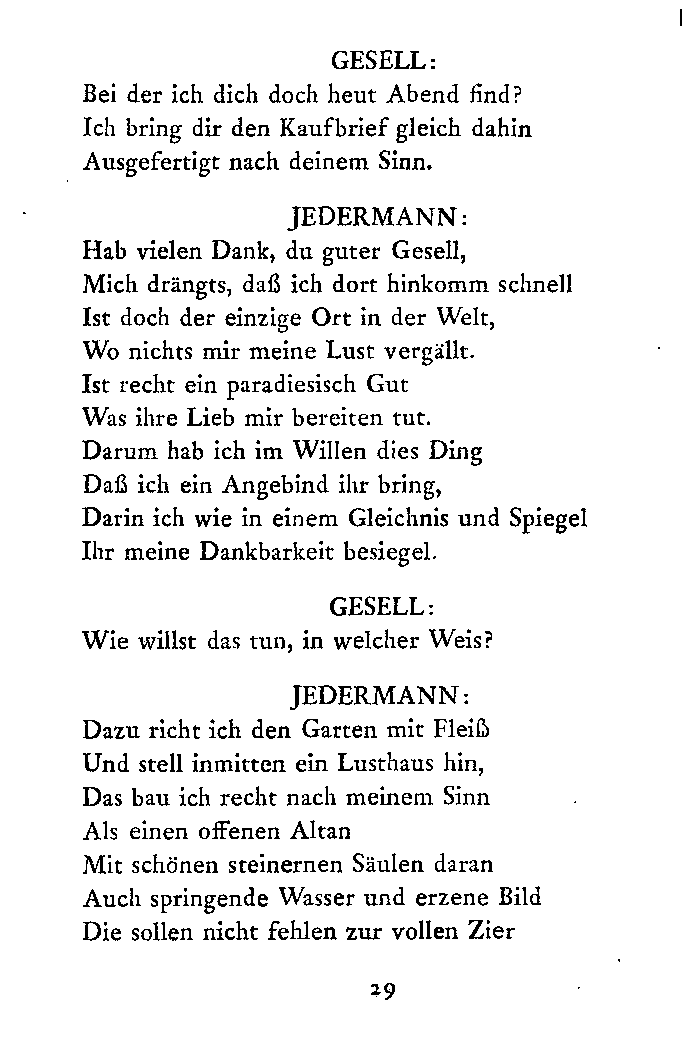 GESELL:
Bei der ich dich doch heut Abend find?
Ich bring dir den Kaufbrief gleich dahin
Ausgefertigt nach deinem Sinn.
JEDERMANN:
Hab vielen Dank, du guter Gesell,
Mich drängts, daß ich dort hinkomm schnell
Ist doch der einzige Ort in der Welt,
Wo nichts mir meine Lust vergällt.
Ist recht ein paradiesisch Gut
Was ihre Lieb mir bereiten tut.
Darum hab ich im Willen dies Ding
Daß ich ein Angebind ihr bring,
Darin ich wie in einem Gleichnis und Spiegel
Ihr meine Dankbarkeit besiegel.
GESELL:
Wie willst das tun, in welcher Weis?
JEDERMANN:
Dazu richt ich den Garten mit Fleiß
Und stell inmitten ein Lusthaus hin,
Das bau ich recht nach meinem Sinn
Als einen offenen Altan
Mit schönen steinernen Säulen daran
Auch springende Wasser und erzene Bild
Die sollen nicht fehlen zur vollen Zier
29